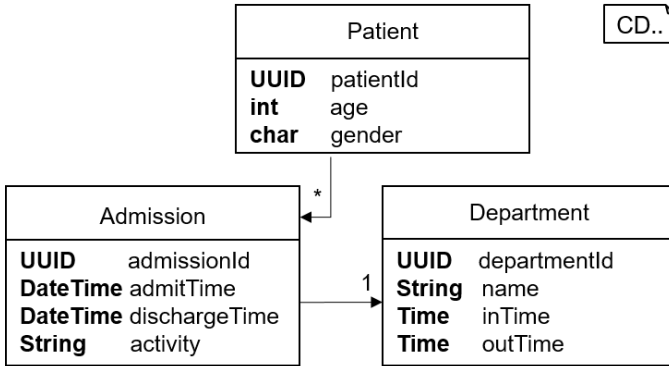 Patient
CD..
UUID patientId
int age
char gender
*
Admission
Department
UUID admissionId
DateTime admitTime
DateTime dischargeTime
String activity
1
UUID departmentId
String name
Time inTime
Time outTime